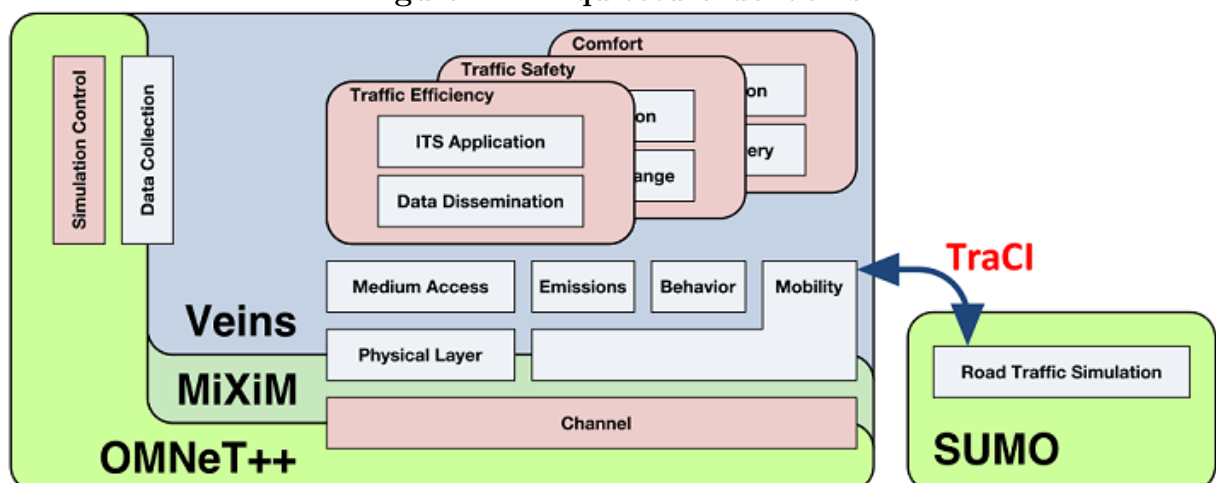 Comfort
Traffic Safety
Traffic Efficiency
ITS Application
Data Dissemination
on
ange
on
ery
Simulation Control
Data Collection
TraCI
Medium Access
Emissions
Behavior
Mobility
Veins
Physical Layer
Road Traffic Simulation
MiXiM
Channel
OMNeT++
SUMO